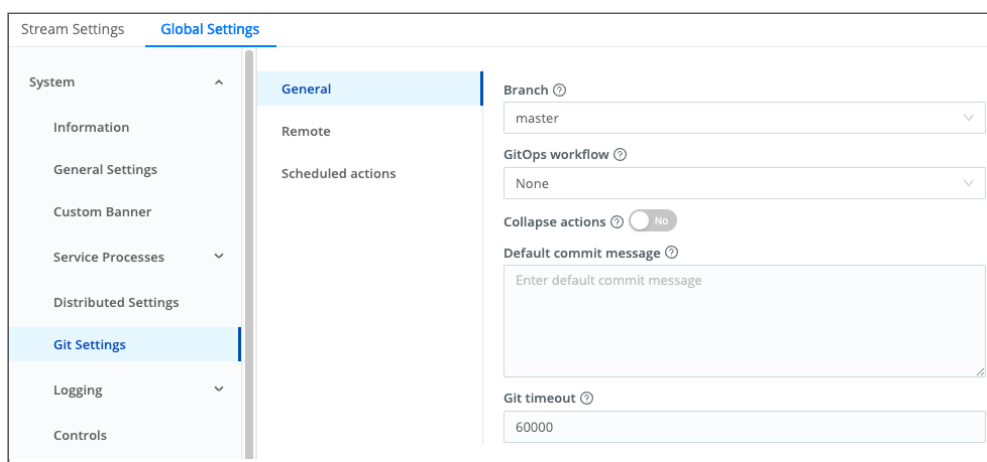 Stream Settings
Global Settings
System
Information
General Settings
Custom Banner
Service Processes
Distributed Settings
Git Settings
Logging
Controls
General
Remote
Scheduled actions
Branch ?
master
GitOps workflow ?
None
Collapse actions ? No
Default commit message ?
Enter default commit message
Git timeout ?
60000